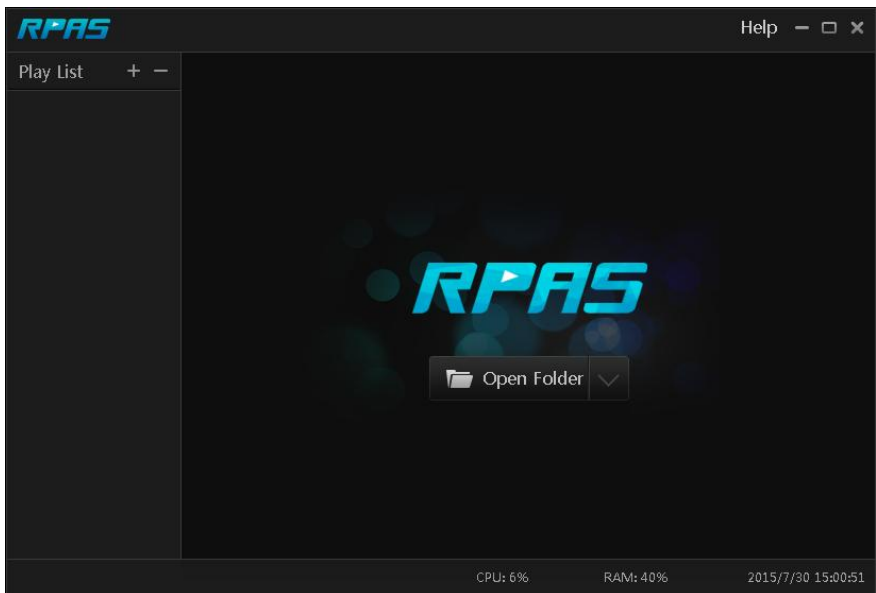 RPAS
Help
Play List
RPAS
Open Folder
CPU: 6% RAM: 40% 2015/7/30 15:00:51